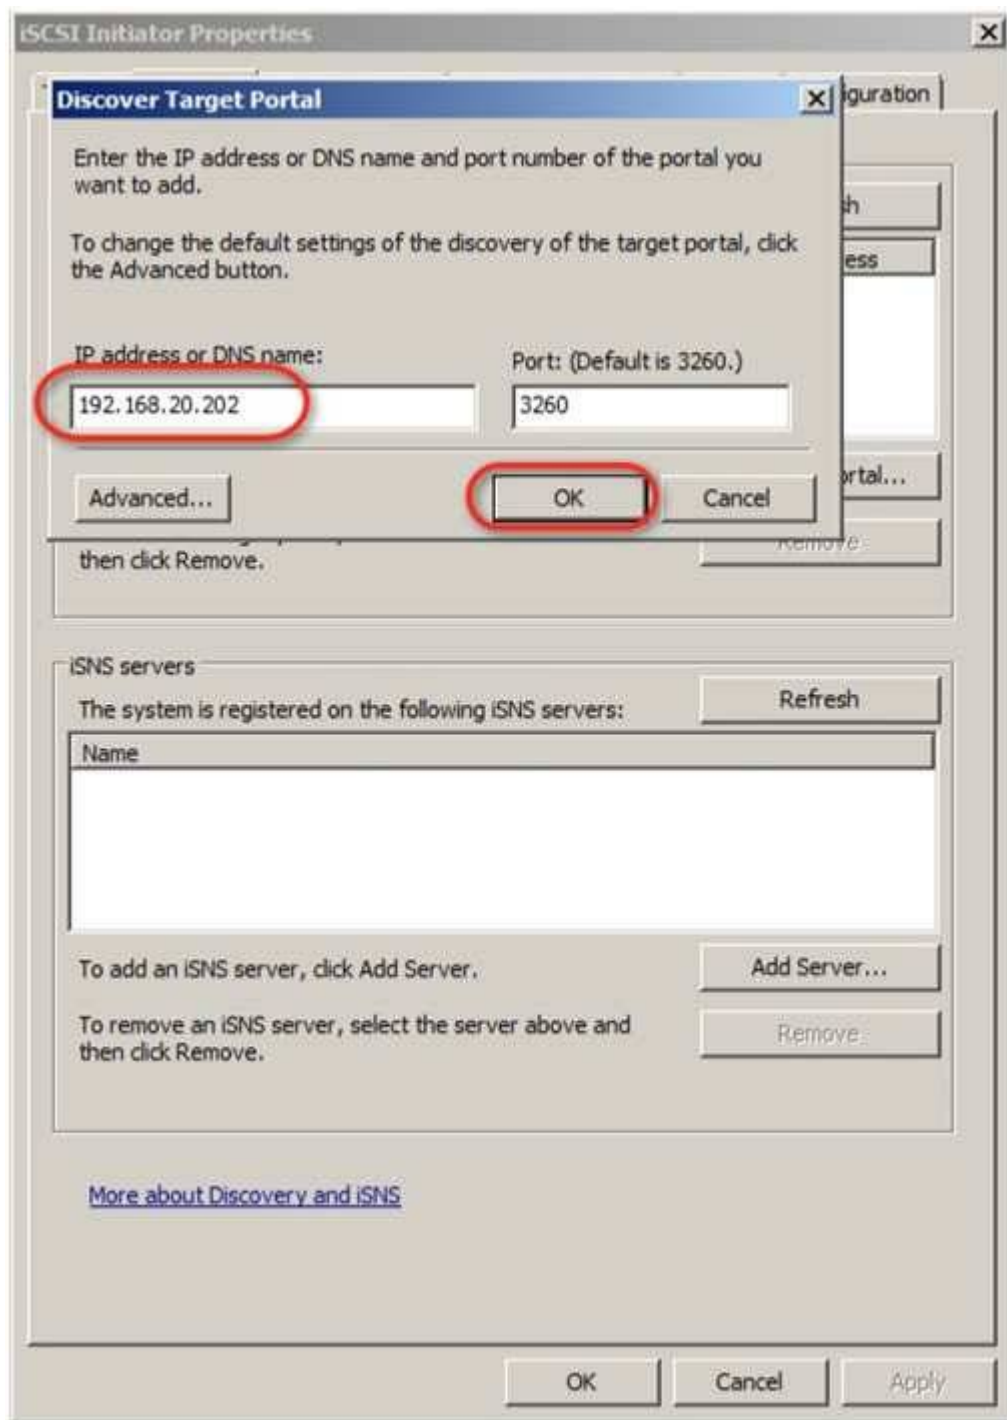 iSCSI Initiator Properties
Discover Target Portal
iguration
Enter the IP address or DNS name and port number of the portal you
want to add.
sh
To change the default settings of the discovery of the target portal, click
the Advanced button.
ess
IP address or DNS name:
Port: (Default is 3260.)
192.168.20.202
3260
Advanced...
OK
Cancel
ortal...
then click Remove.
Remove
iSNS servers
The system is registered on the following iSNS servers:
Refresh
Name
To add an iSNS server, click Add Server.
Add Server...
To remove an iSNS server, select the server above and
then click Remove.
Remove
More about Discovery and iSNS
OK
Cancel
Apply